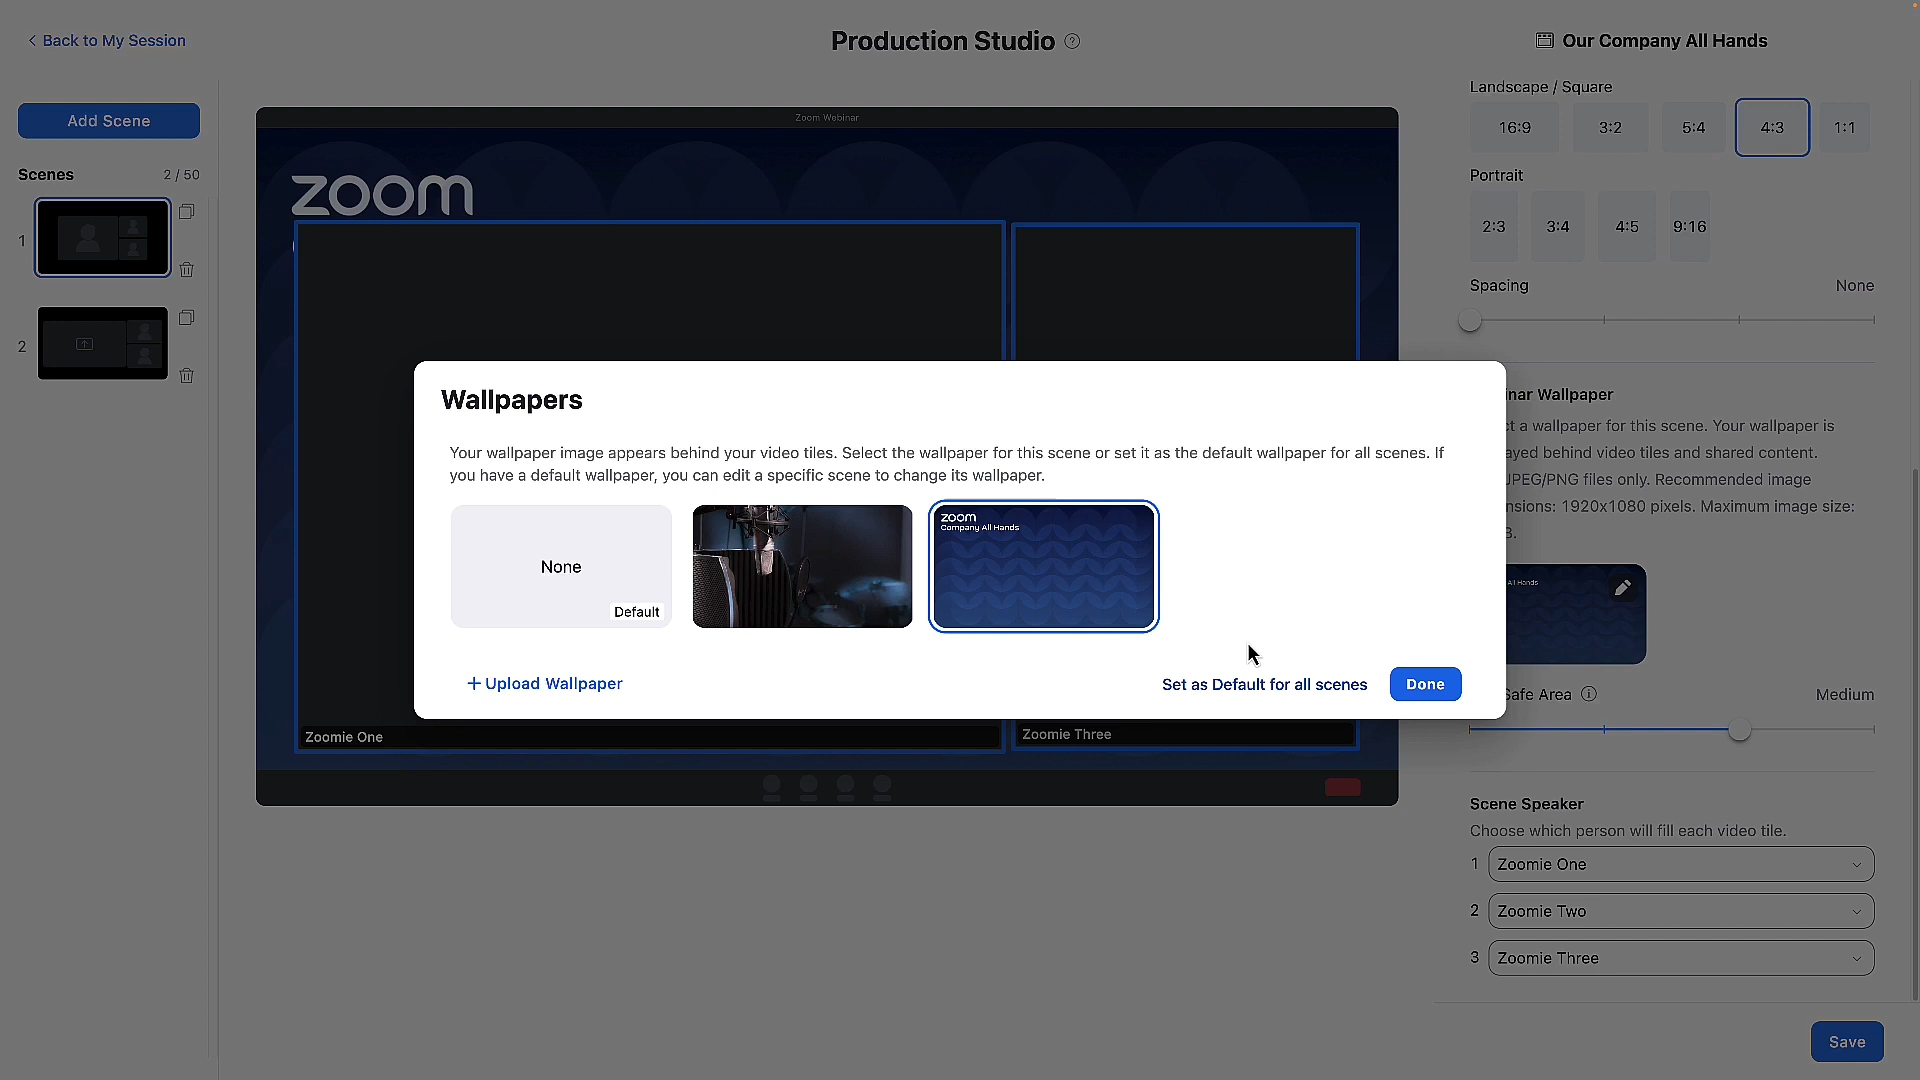 Back to My Session
Production Studio
Our Company All Hands
Add Scene
Scenes 2 / 50
1
2
Zoom Webinar
zoom
Zoomie One
Zoomie Three
Wallpapers
Your wallpaper image appears behind your video tiles. Select the wallpaper for this scene or set it as the default wallpaper for all scenes. If
you have a default wallpaper, you can edit a specific scene to change its wallpaper.
None
Default
zoom
Company All Hands
+ Upload Wallpaper
Set as Default for all scenes
Done
Landscape / Square
16:9 3:2 5:4 4:3 1:1
Portrait
2:3 3:4 4:5 9:16
Spacing None
Wallpaper
a wallpaper for this scene. Your wallpaper is
behind video tiles and shared content.
JPEG/PNG files only. Recommended image
1920x1080 pixels. Maximum image size:
All Hands
Safe Area Medium
Scene Speaker
Choose which person will fill each video tile.
1 Zoomie One
2 Zoomie Two
3 Zoomie Three
Save